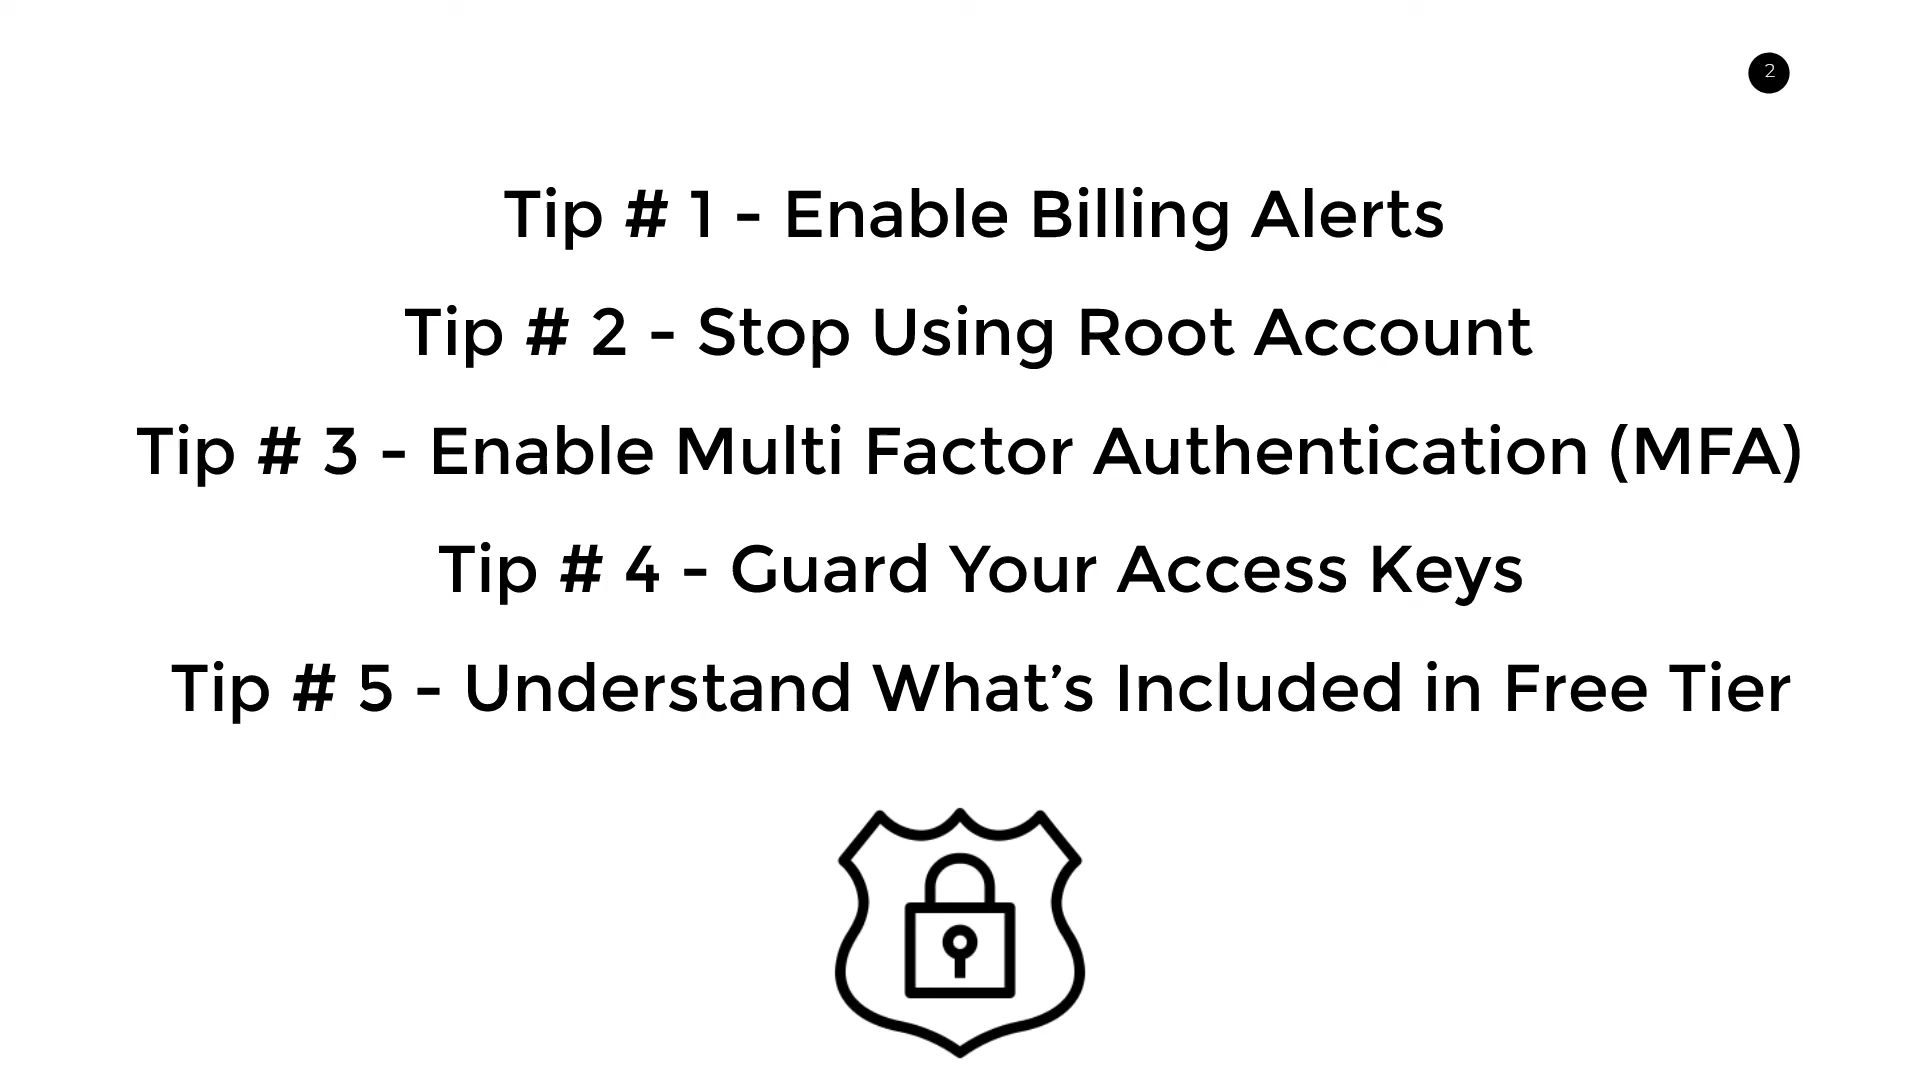 2
Tip # 1 - Enable Billing Alerts
Tip # 2 - Stop Using Root Account
Tip # 3 - Enable Multi Factor Authentication (MFA)
Tip # 4 - Guard Your Access Keys
Tip # 5 - Understand What’s Included in Free Tier